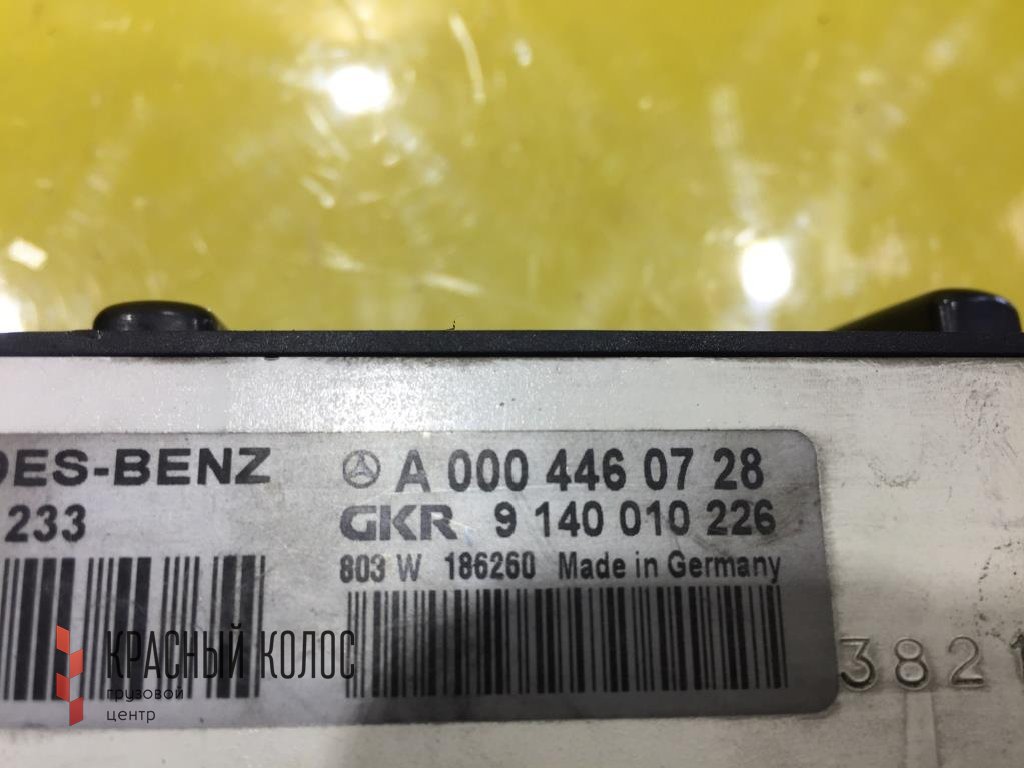 DES-BENZ A 000 446 07 28
233 GKR 9 140 010 226
803 W 186260 Made in Germany
382
КРАСНЫЙ КОЛОС
грузовой
центр